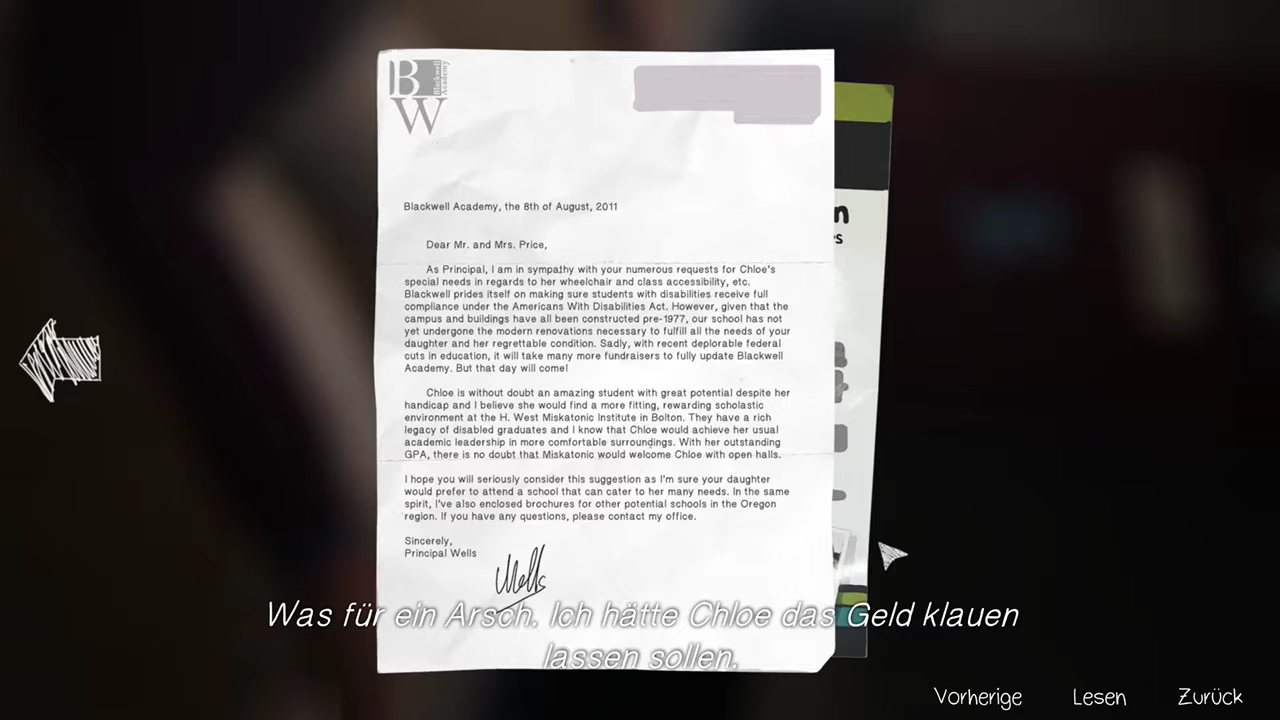 B
Blackwell
Academy
W
Blackwell Academy, the 8th of August, 2011
Dear Mr. and Mrs. Price,
As Principal, I am in sympathy with your numerous requests for Chloe's
special needs in regards to her wheelchair and class accessibility, etc.
Blackwell prides itself on making sure students with disabilities receive full
compliance under the Americans With Disabilities Act. However, given that the
campus and buildings have all been constructed pre-1977, our school has not
yet undergone the modern renovations necessary to fulfill all the needs of your
daughter and her regrettable condition. Sadly, with recent deplorable federal
cuts in education, it will take many more fundraisers to fully update Blackwell
Academy. But that day will come!
Chloe is without doubt an amazing student with great potential despite her
handicap and I believe she would find a more fitting, rewarding scholastic
environment at the H. West Miskatonic Institute in Bolton. They have a rich
legacy of disabled graduates and I know that Chloe would achieve her usual
academic leadership in more comfortable surroundings. With her outstanding
GPA, there is no doubt that Miskatonic would welcome Chloe with open halls.
I hope you will seriously consider this suggestion as I'm sure your daughter
would prefer to attend a school that can cater to her many needs. In the same
spirit, I've also enclosed brochures for other potential schools in the Oregon
region. If you have any questions, please contact my office.
Sincerely,
Principal Wells
Wells
Was für ein Arsch. Ich hätte Chloe das Geld klauen
lassen sollen.
Vorherige Lesen Zurück